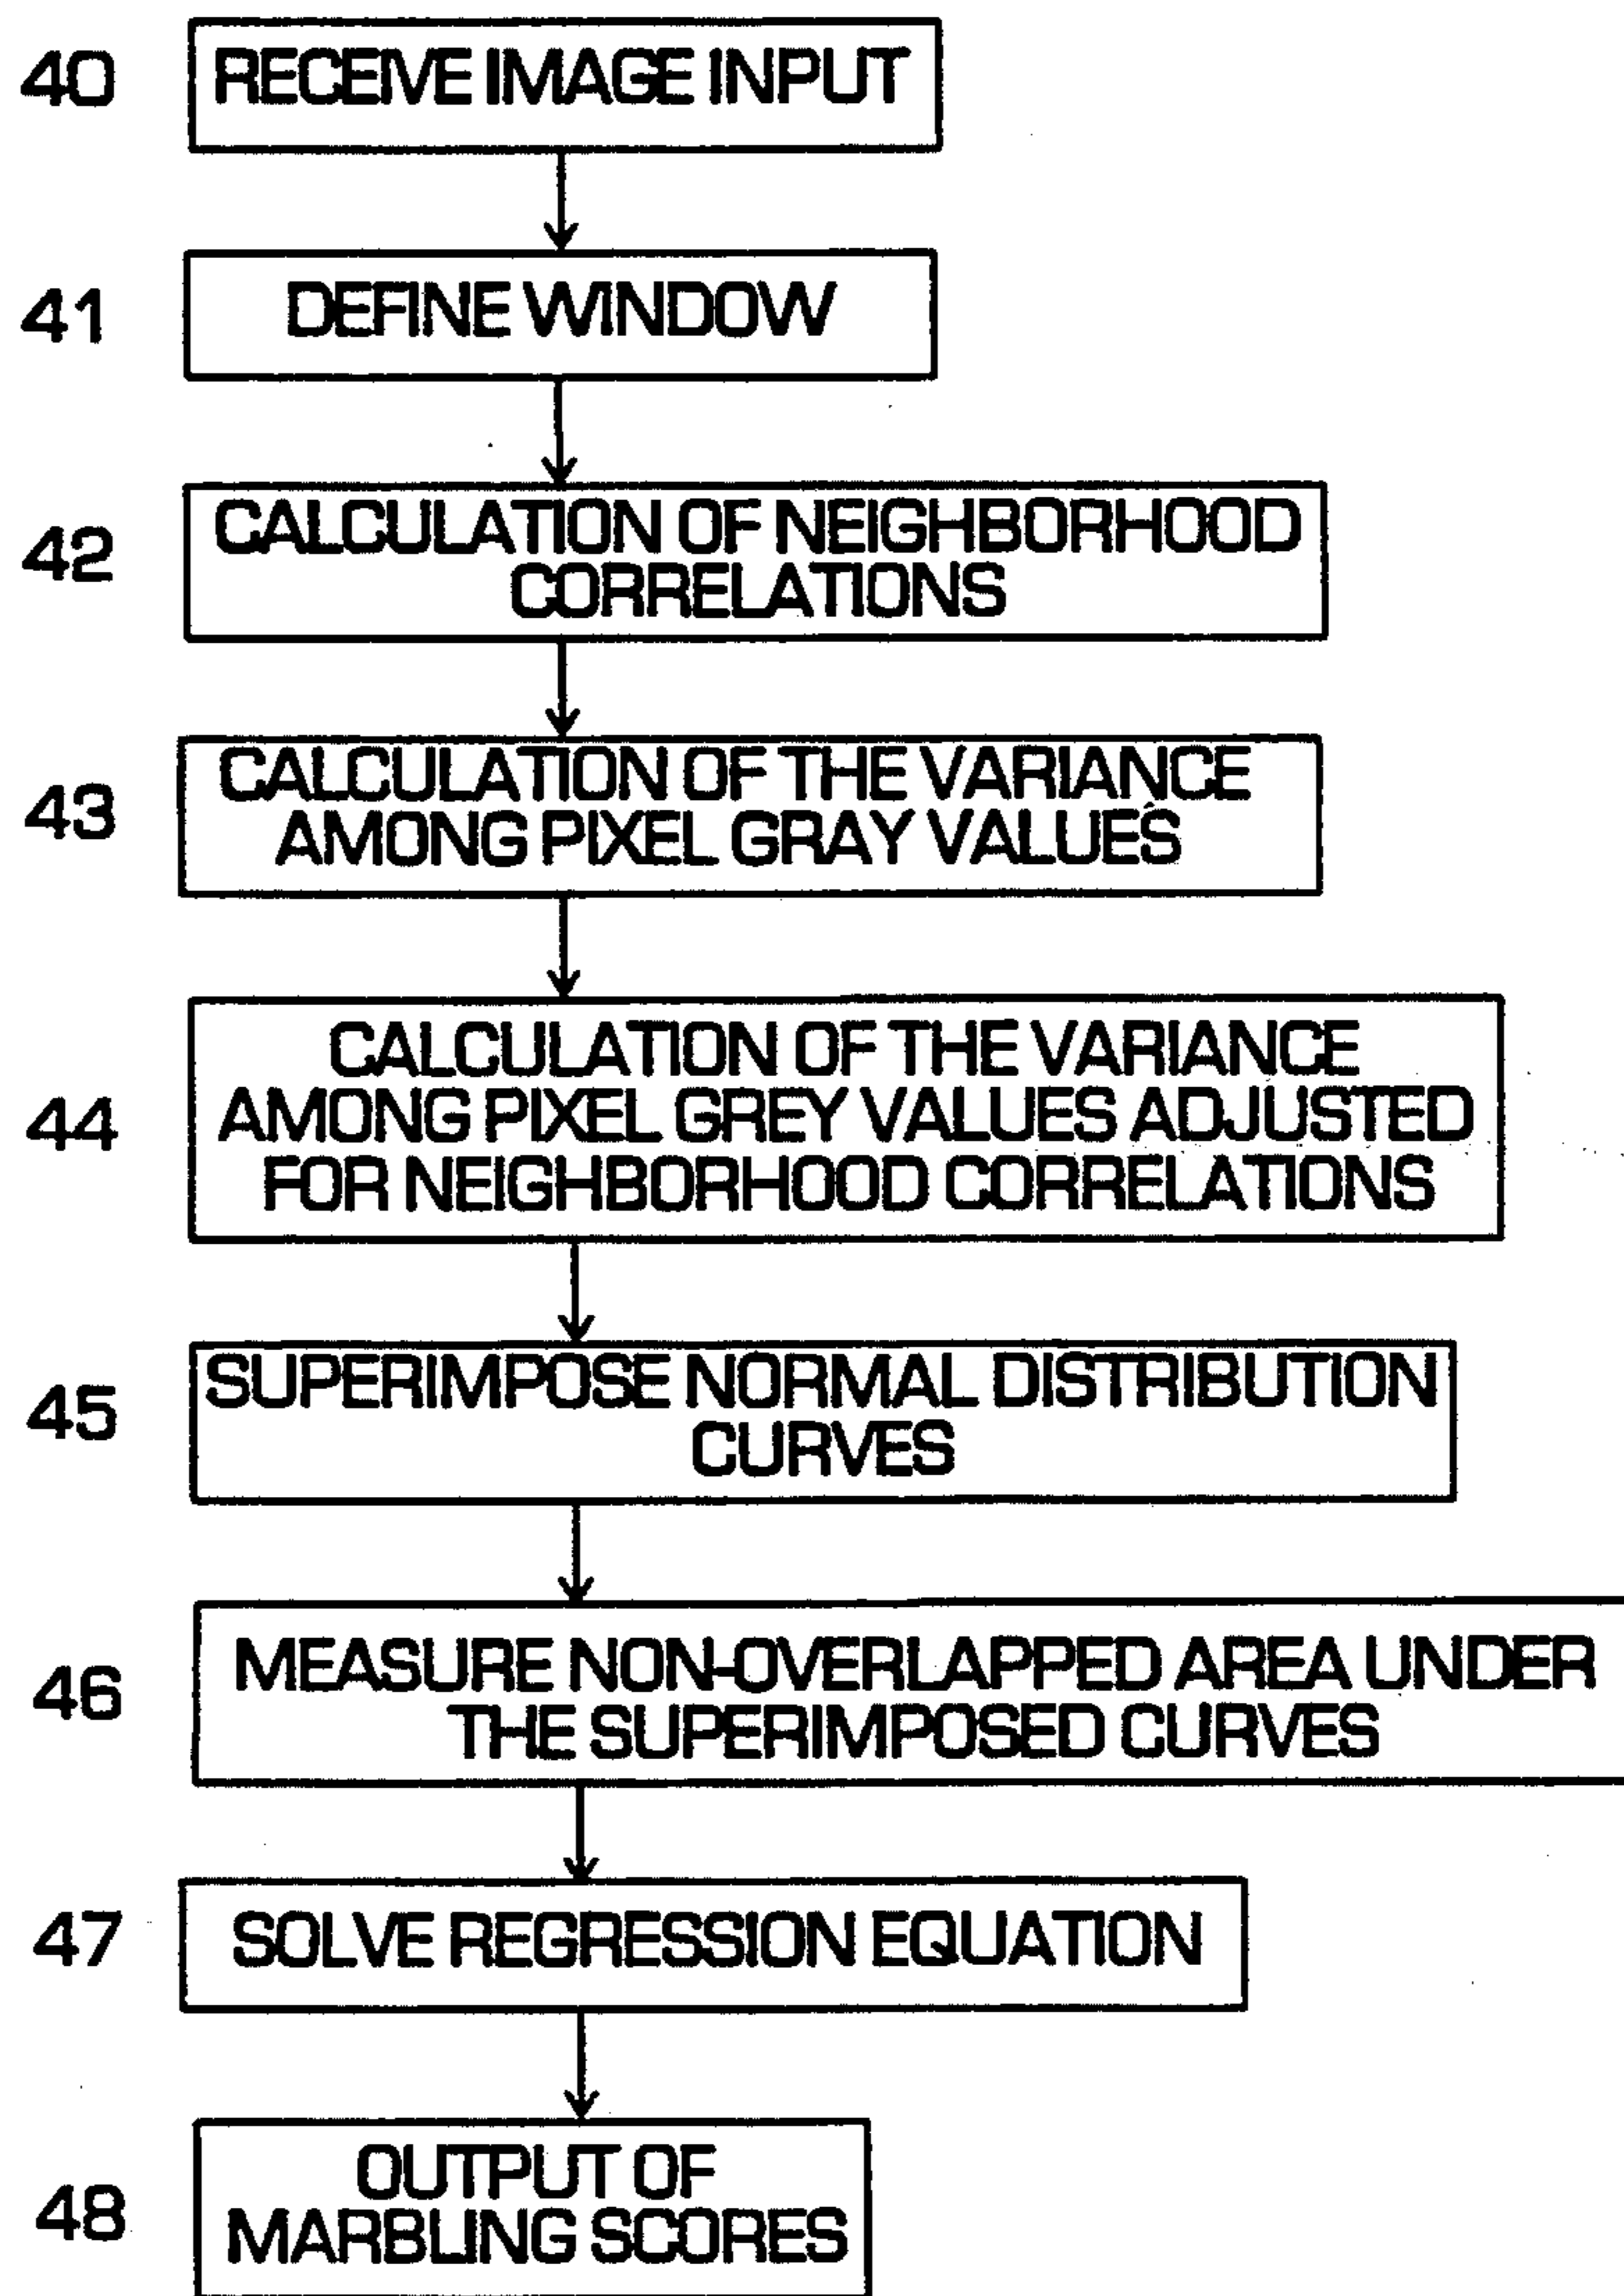 40 RECEIVE IMAGE INPUT
41 DEFINE WINDOW
42 CALCULATION OF NEIGHBORHOOD
CORRELATIONS
43 CALCULATION OF THE VARIANCE
AMONG PIXEL GRAY VALUES
44 CALCULATION OF THE VARIANCE
AMONG PIXEL GREY VALUES ADJUSTED
FOR NEIGHBORHOOD CORRELATIONS
45 SUPERIMPOSE NORMAL DISTRIBUTION
CURVES
46 MEASURE NON-OVERLAPPED AREA UNDER
THE SUPERIMPOSED CURVES
47 SOLVE REGRESSION EQUATION
48 OUTPUT OF
MARBLING SCORES